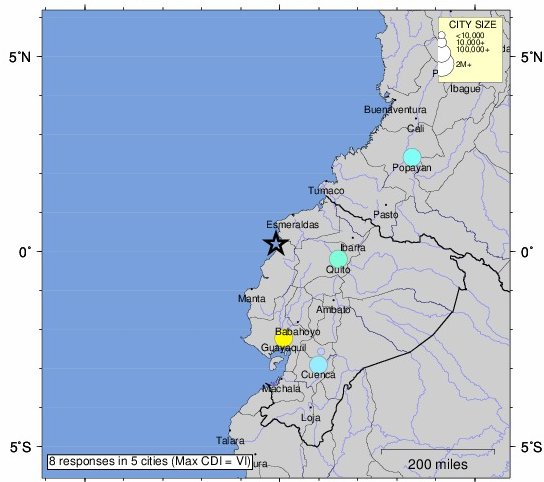 CITY SIZE
<10,000
10,000+
100,000+
2M+
5°N
5°N
Ibague
Buenaventura
Cali
Popayan
Tumaco
Pasto
Esmeraldas
0°
0°
Ibarra
Quito
Manta
Ambato
Babahoyo
Guayaquil
Cuenca
Machala
Loja
Talara
5°S
5°S
8 responses in 5 cities (Max CDI = VI)
200 miles